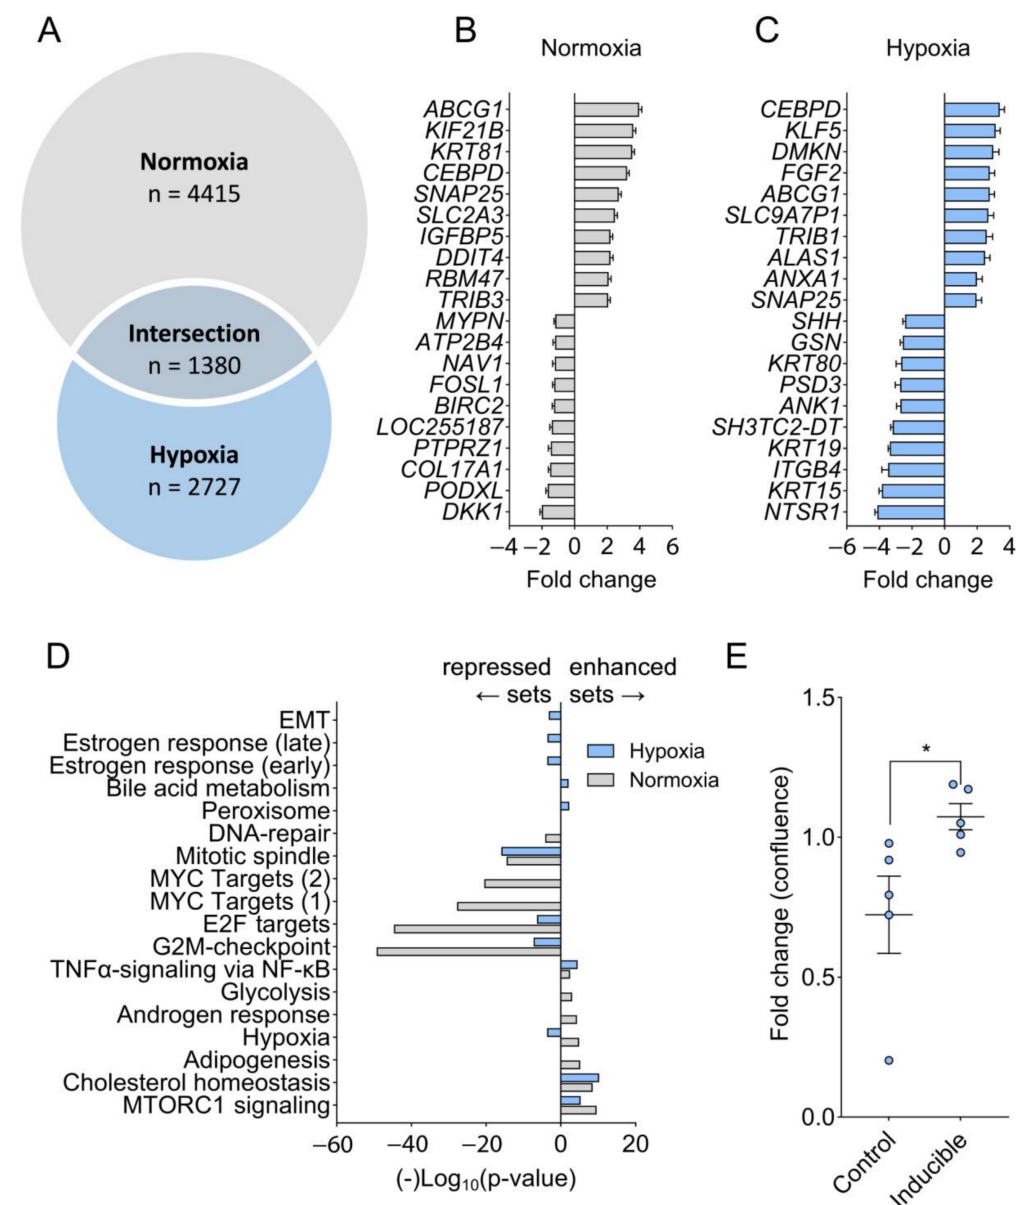 A
Normoxia
n = 4415
Intersection
n = 1380
Hypoxia
n = 2727
B
Normoxia
ABCG1
KIF21B
KRT81
CEBPD
SNAP25
SLC2A3
IGFBP5
DDIT4
RBM47
TRIB3
MYPN
ATP2B4
NAV1
FOSL1
BIRC2
LOC255187
PTPRZ1
COL17A1
PODXL
DKK1
−4 −2 0 2 4 6
Fold change
C
Hypoxia
CEBPD
KLF5
DMKN
FGF2
ABCG1
SLC9A7P1
TRIB1
ALAS1
ANXA1
SNAP25
SHH
GSN
KRT80
PSD3
ANK1
SH3TC2-DT
KRT19
ITGB4
KRT15
NTSR1
−6 −4 −2 0 2 4
Fold change
D
repressed enhanced
← sets sets →
EMT
Estrogen response (late)
Estrogen response (early)
Bile acid metabolism
Peroxisome
DNA-repair
Mitotic spindle
MYC Targets (2)
MYC Targets (1)
E2F targets
G2M-checkpoint
TNFα-signaling via NF-κB
Glycolysis
Androgen response
Hypoxia
Adipogenesis
Cholesterol homeostasis
MTORC1 signaling
Hypoxia
Normoxia
−60 −40 −20 0 20
(-)Log₁₀(p-value)
E
Fold change (confluence)
1.5
1.0
0.5
0.0
*
Control
Inducible